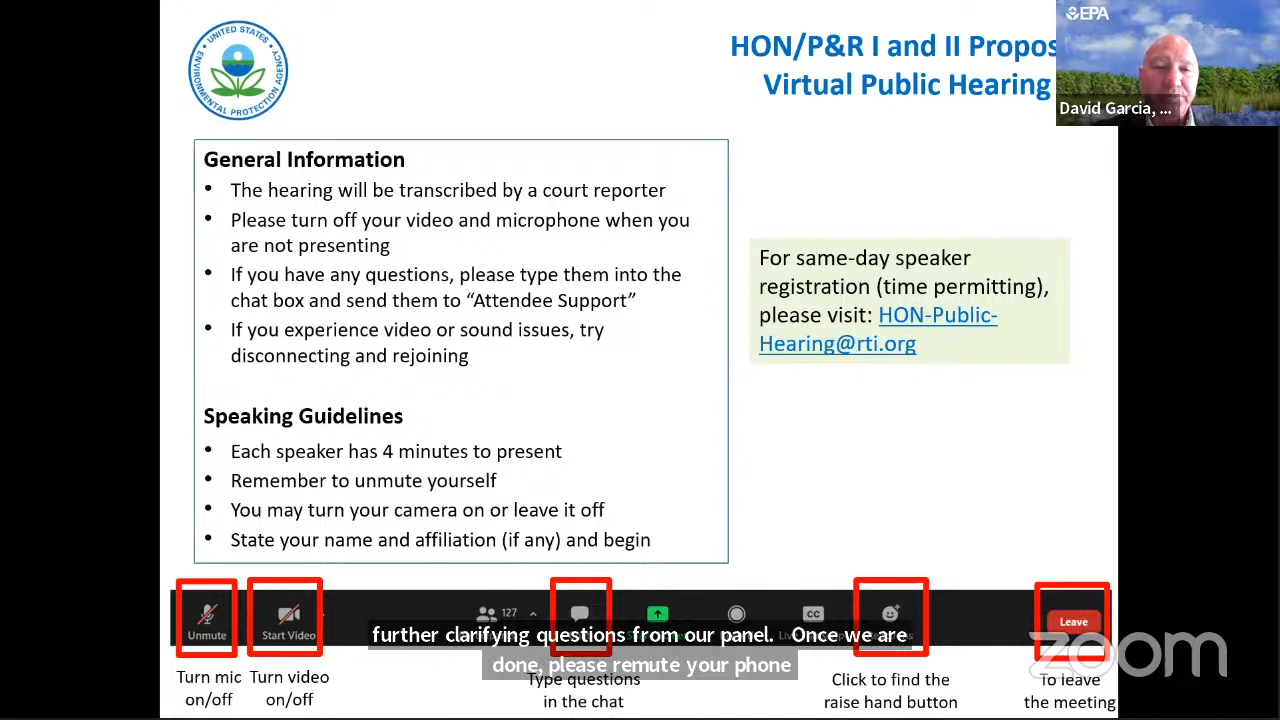 UNITED STATES
ENVIRONMENTAL PROTECTION AGENCY
HON/P&R I and II Propos
Virtual Public Hearing
EPA
David Garcia, ...
General Information
• The hearing will be transcribed by a court reporter
• Please turn off your video and microphone when you
are not presenting
• If you have any questions, please type them into the
chat box and send them to “Attendee Support”
• If you experience video or sound issues, try
disconnecting and rejoining
Speaking Guidelines
• Each speaker has 4 minutes to present
• Remember to unmute yourself
• You may turn your camera on or leave it off
• State your name and affiliation (if any) and begin
For same-day speaker
registration (time permitting),
please visit: HON-Public-
Hearing@rti.org
127
CC
Leave
Unmute
Start Video
further clarifying questions from our panel. Once we are
done, please remute your phone
zoom
Turn mic
on/off
Turn video
on/off
Type questions
in the chat
Click to find the
raise hand button
To leave
the meeting